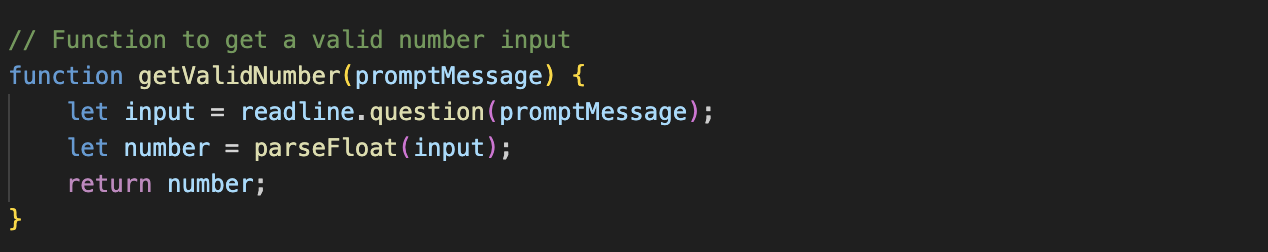 // Function to get a valid number input
function getValidNumber(promptMessage) {
    let input = readline.question(promptMessage);
    let number = parseFloat(input);
    return number;
}